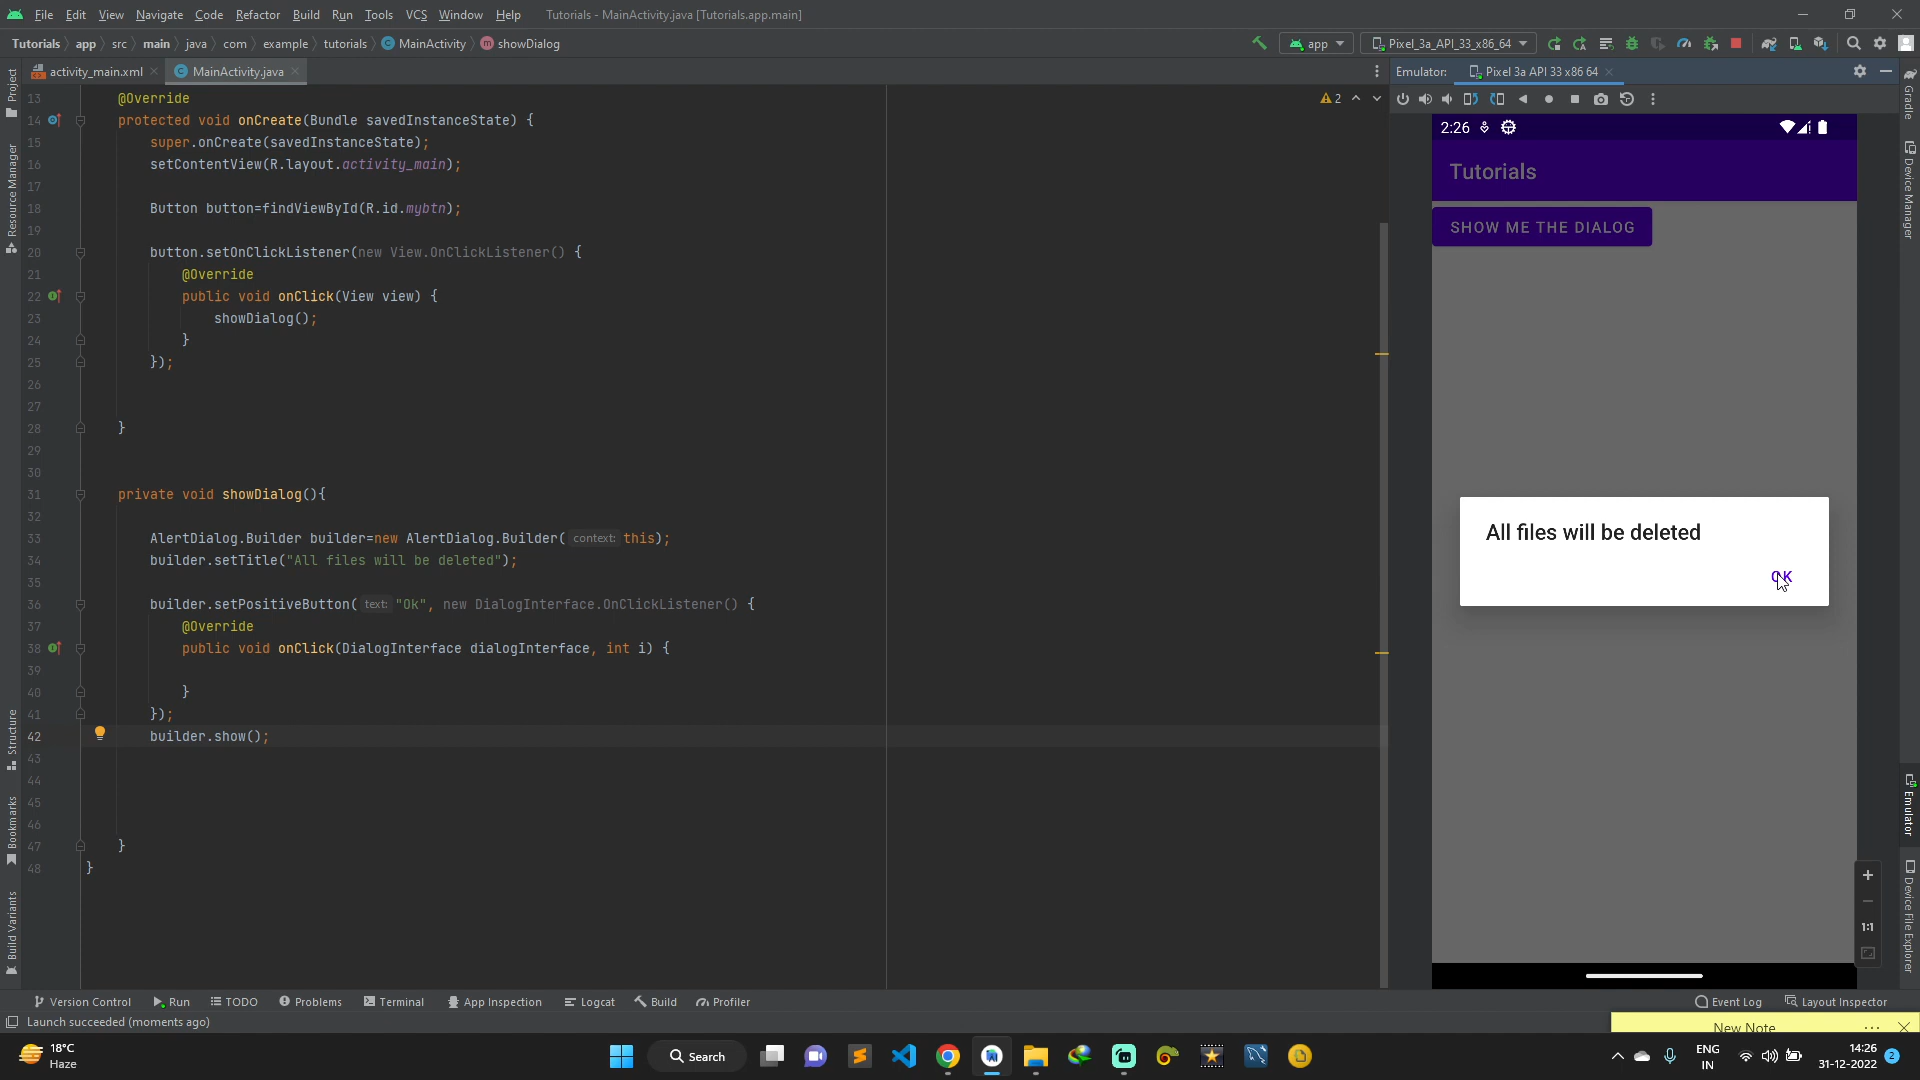 File Edit View Navigate Code Refactor Build Run Tools VCS Window Help Tutorials - MainActivity.java [Tutorials.app.main]
Tutorials app src main java com example tutorials MainActivity showDialog
app Pixel_3a_API_33_x86_64
activity_main.xml MainActivity.java
Emulator: Pixel 3a API 33 x86 64
Project
Resource Manager
Structure
Bookmarks
Build Variants
Gradle
Device Manager
Emulator
Device File Explorer
2
13 @Override
14 protected void onCreate(Bundle savedInstanceState) {
15 super.onCreate(savedInstanceState);
16 setContentView(R.layout.activity_main);
17
18 Button button=findViewById(R.id.mybtn);
19
20 button.setOnClickListener(new View.OnClickListener() {
21 @Override
22 public void onClick(View view) {
23 showDialog();
24 }
25 });
26
27
28 }
29
30
31 private void showDialog(){
32
33 AlertDialog.Builder builder=new AlertDialog.Builder( context: this);
34 builder.setTitle("All files will be deleted");
35
36 builder.setPositiveButton( text: "Ok", new DialogInterface.OnClickListener() {
37 @Override
38 public void onClick(DialogInterface dialogInterface, int i) {
39
40 }
41 });
42 builder.show();
43
44
45
46
47 }
48 }
2:26
Tutorials
SHOW ME THE DIALOG
All files will be deleted
OK
1:1
Version Control Run TODO Problems Terminal App Inspection Logcat Build Profiler Event Log Layout Inspector
Launch succeeded (moments ago)
New Note
18°C
Haze
Search
ENG
IN
14:26
31-12-2022
2